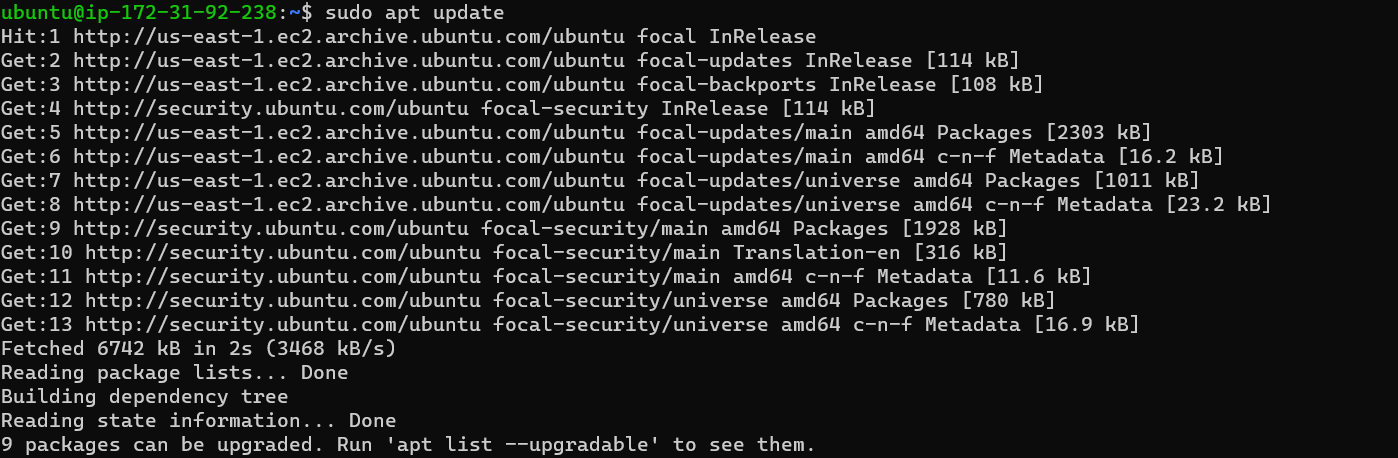 ubuntu@ip-172-31-92-238:~$ sudo apt update
Hit:1 http://us-east-1.ec2.archive.ubuntu.com/ubuntu focal InRelease
Get:2 http://us-east-1.ec2.archive.ubuntu.com/ubuntu focal-updates InRelease [114 kB]
Get:3 http://us-east-1.ec2.archive.ubuntu.com/ubuntu focal-backports InRelease [108 kB]
Get:4 http://security.ubuntu.com/ubuntu focal-security InRelease [114 kB]
Get:5 http://us-east-1.ec2.archive.ubuntu.com/ubuntu focal-updates/main amd64 Packages [2303 kB]
Get:6 http://us-east-1.ec2.archive.ubuntu.com/ubuntu focal-updates/main amd64 c-n-f Metadata [16.2 kB]
Get:7 http://us-east-1.ec2.archive.ubuntu.com/ubuntu focal-updates/universe amd64 Packages [1011 kB]
Get:8 http://us-east-1.ec2.archive.ubuntu.com/ubuntu focal-updates/universe amd64 c-n-f Metadata [23.2 kB]
Get:9 http://security.ubuntu.com/ubuntu focal-security/main amd64 Packages [1928 kB]
Get:10 http://security.ubuntu.com/ubuntu focal-security/main Translation-en [316 kB]
Get:11 http://security.ubuntu.com/ubuntu focal-security/main amd64 c-n-f Metadata [11.6 kB]
Get:12 http://security.ubuntu.com/ubuntu focal-security/universe amd64 Packages [780 kB]
Get:13 http://security.ubuntu.com/ubuntu focal-security/universe amd64 c-n-f Metadata [16.9 kB]
Fetched 6742 kB in 2s (3468 kB/s)
Reading package lists... Done
Building dependency tree
Reading state information... Done
9 packages can be upgraded. Run 'apt list --upgradable' to see them.